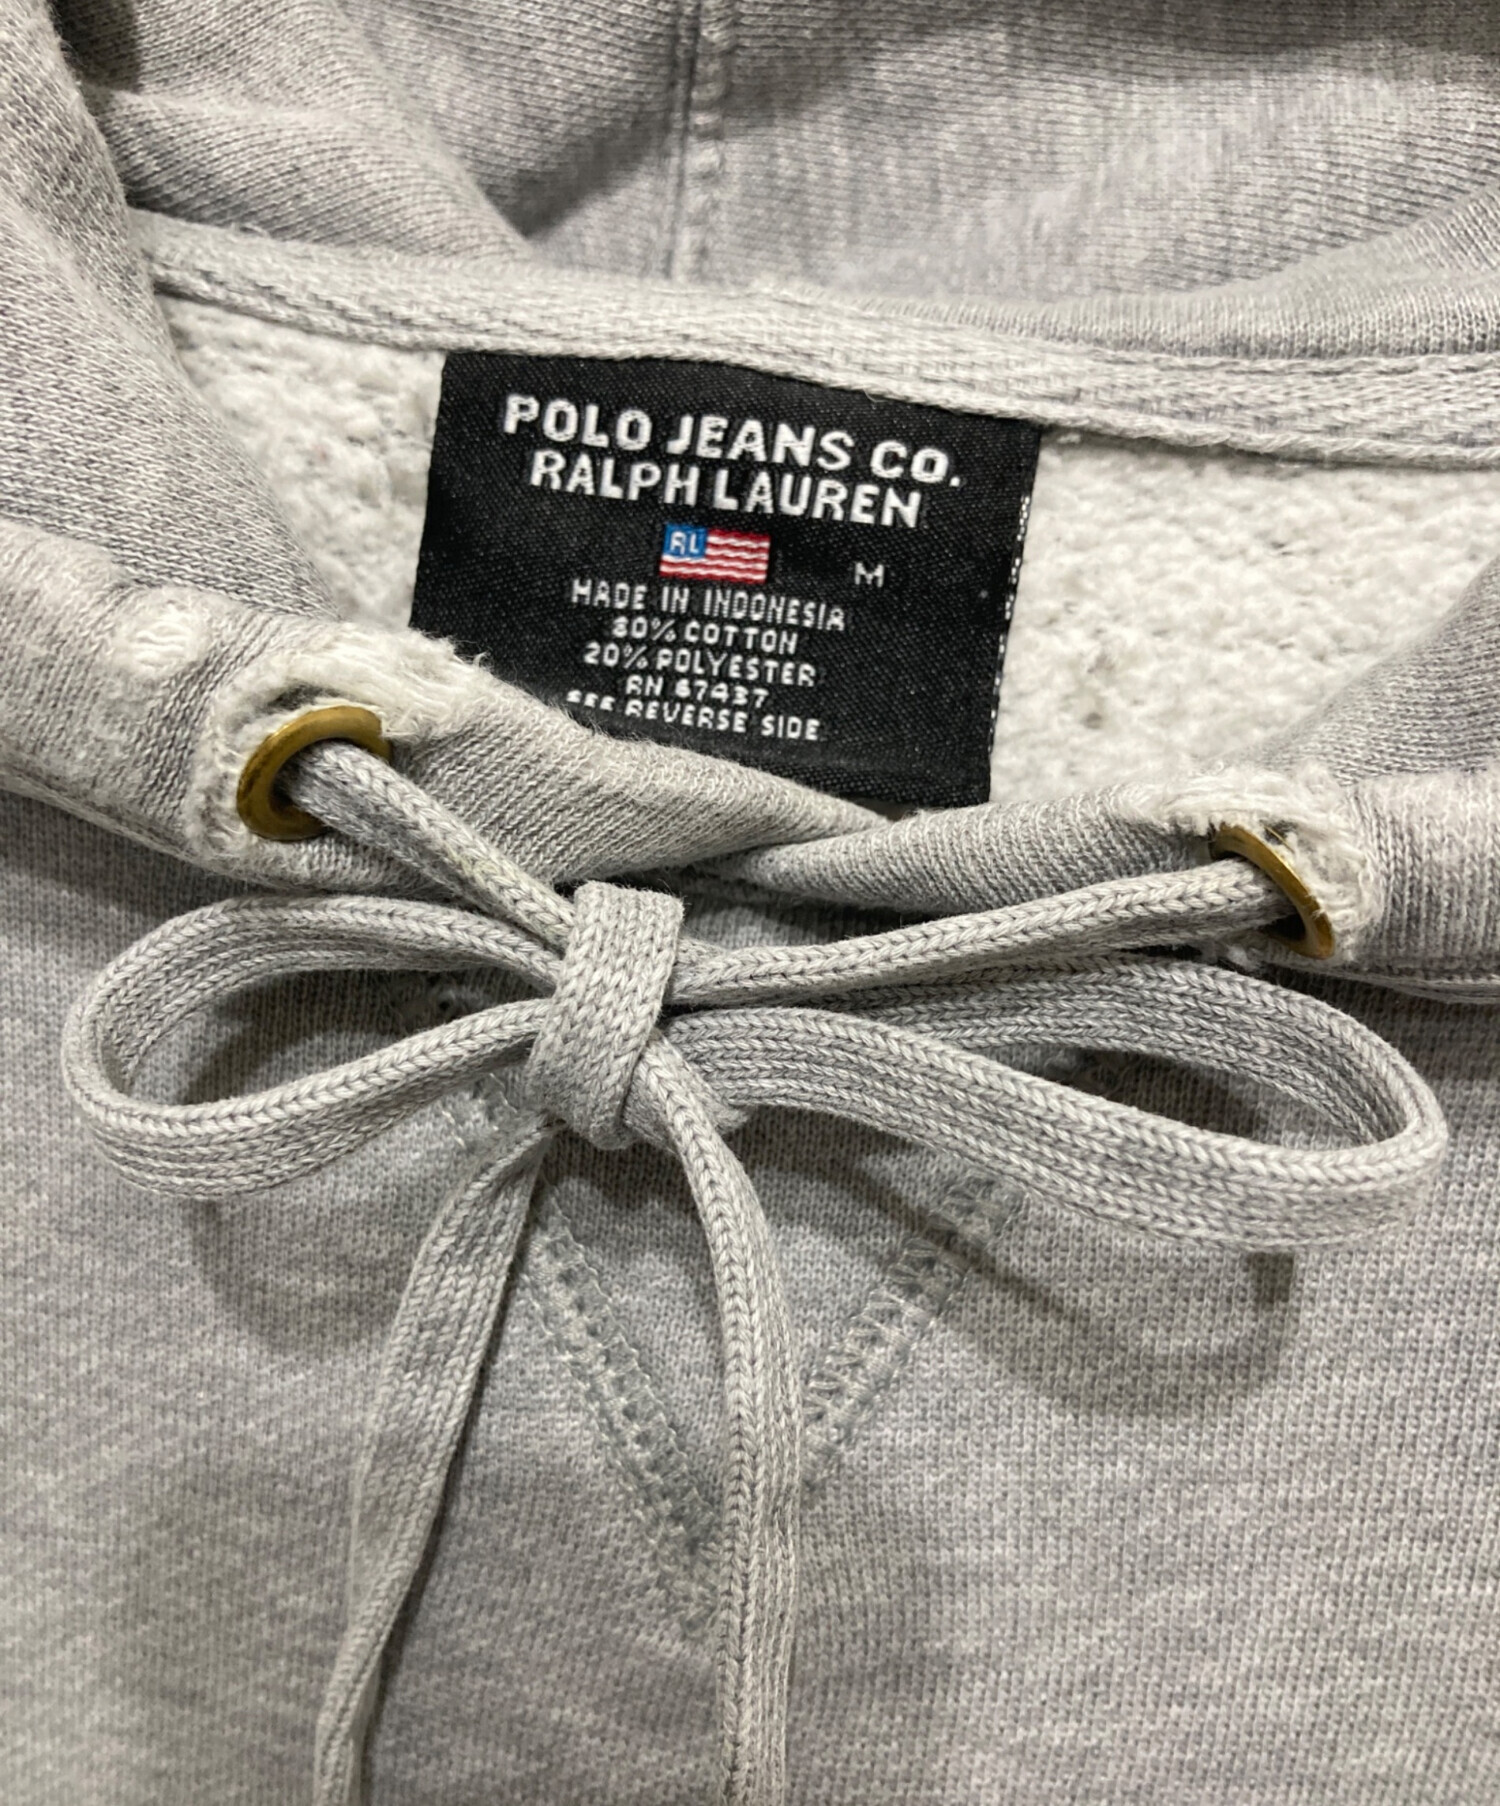 POLO JEANS CO.
RALPH LAUREN
RL
M
MADE IN INDONESIA
80% COTTON
20% POLYESTER
RN 67437
SEE REVERSE SIDE